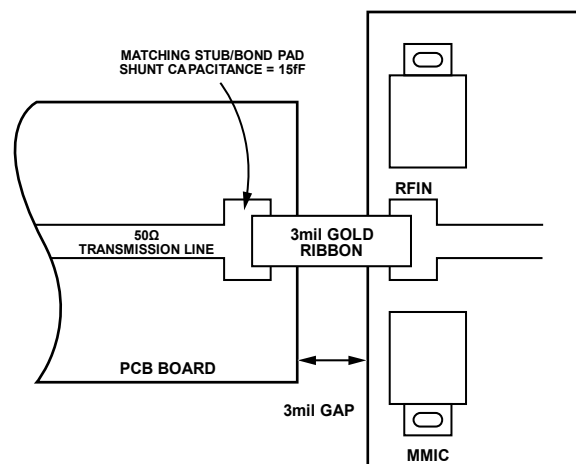 MATCHING STUB/BOND PAD
SHUNT CAPACITANCE = 15fF
RFIN
50Ω
TRANSMISSION LINE
3mil GOLD
RIBBON
PCB BOARD
3mil GAP
MMIC